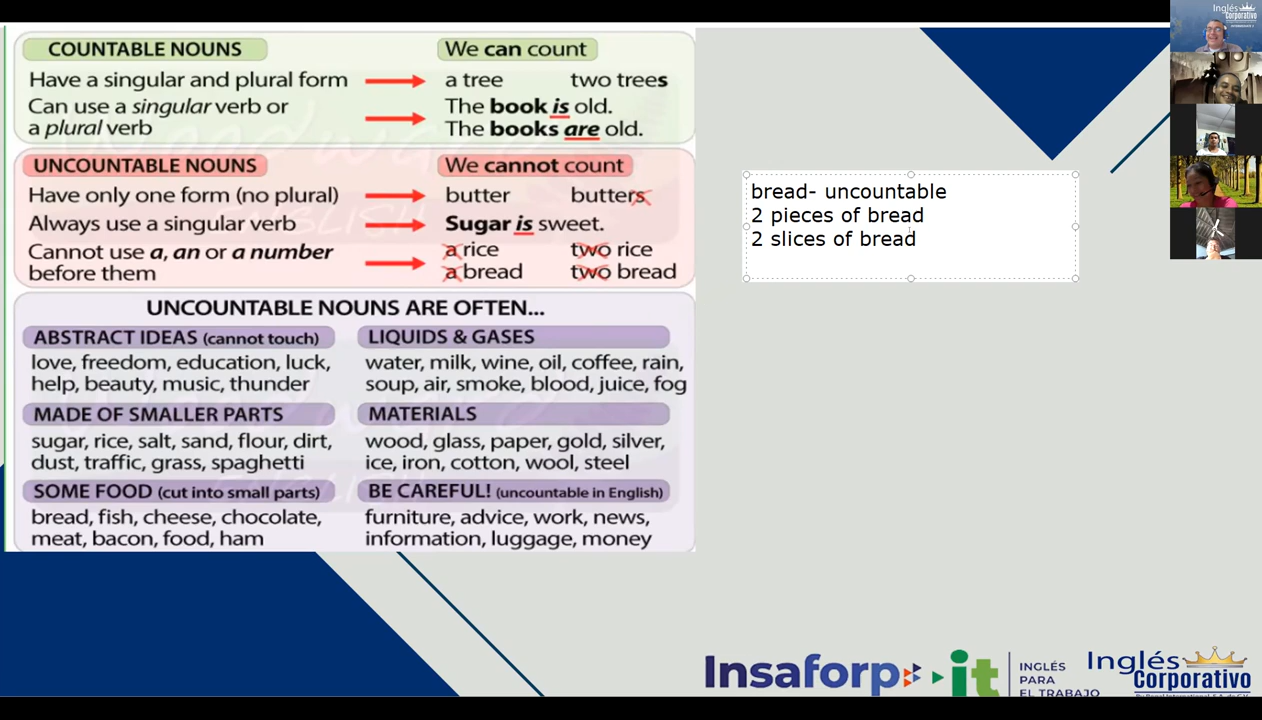 COUNTABLE NOUNS
We can count
Have a singular and plural form
a tree
two trees
Can use a singular verb or
a plural verb
The book is old.
The books are old.
UNCOUNTABLE NOUNS
We cannot count
Have only one form (no plural)
butter
butters
Always use a singular verb
Sugar is sweet.
Cannot use a, an or a number
before them
a rice
two rice
a bread
two bread
UNCOUNTABLE NOUNS ARE OFTEN...
ABSTRACT IDEAS (cannot touch)
love, freedom, education, luck,
help, beauty, music, thunder
LIQUIDS & GASES
water, milk, wine, oil, coffee, rain,
soup, air, smoke, blood, juice, fog
MADE OF SMALLER PARTS
sugar, rice, salt, sand, flour, dirt,
dust, traffic, grass, spaghetti
MATERIALS
wood, glass, paper, gold, silver,
ice, iron, cotton, wool, steel
SOME FOOD (cut into small parts)
bread, fish, cheese, chocolate,
meat, bacon, food, ham
BE CAREFUL! (uncountable in English)
furniture, advice, work, news,
information, luggage, money
bread- uncountable
2 pieces of bread
2 slices of bread
Inglés
Corporativo
Insaforp
it
INGLÉS
PARA
EL TRABAJO
Inglés
Corporativo